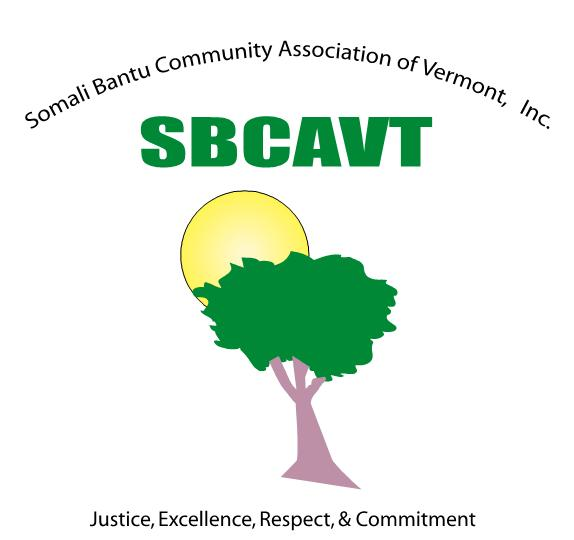 Somali Bantu Community Association of Vermont, Inc.
SBCAVT
Justice, Excellence, Respect, & Commitment